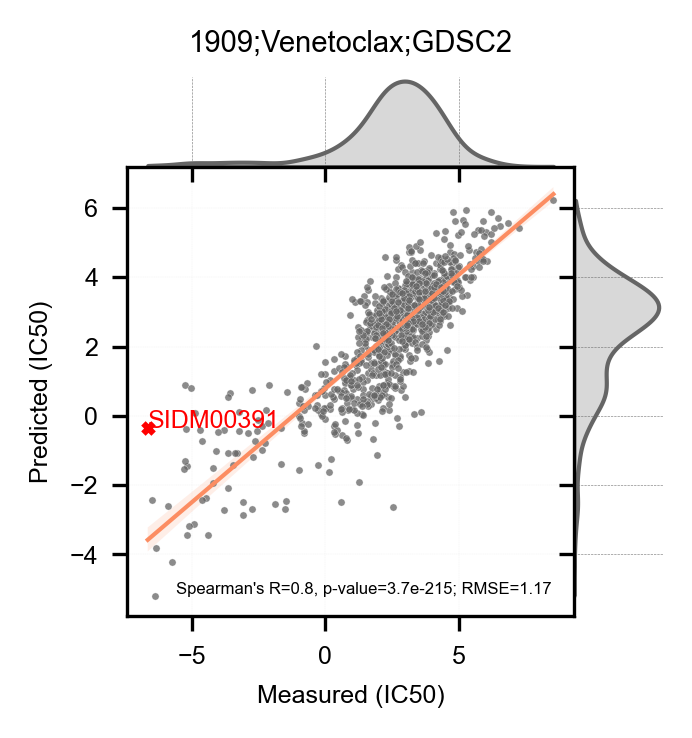 1909;Venetoclax;GDSC2
6
4
2
0
−2
−4
Predicted (IC50)
SIDM00391
Spearman's R=0.8, p-value=3.7e-215; RMSE=1.17
−5
0
5
Measured (IC50)